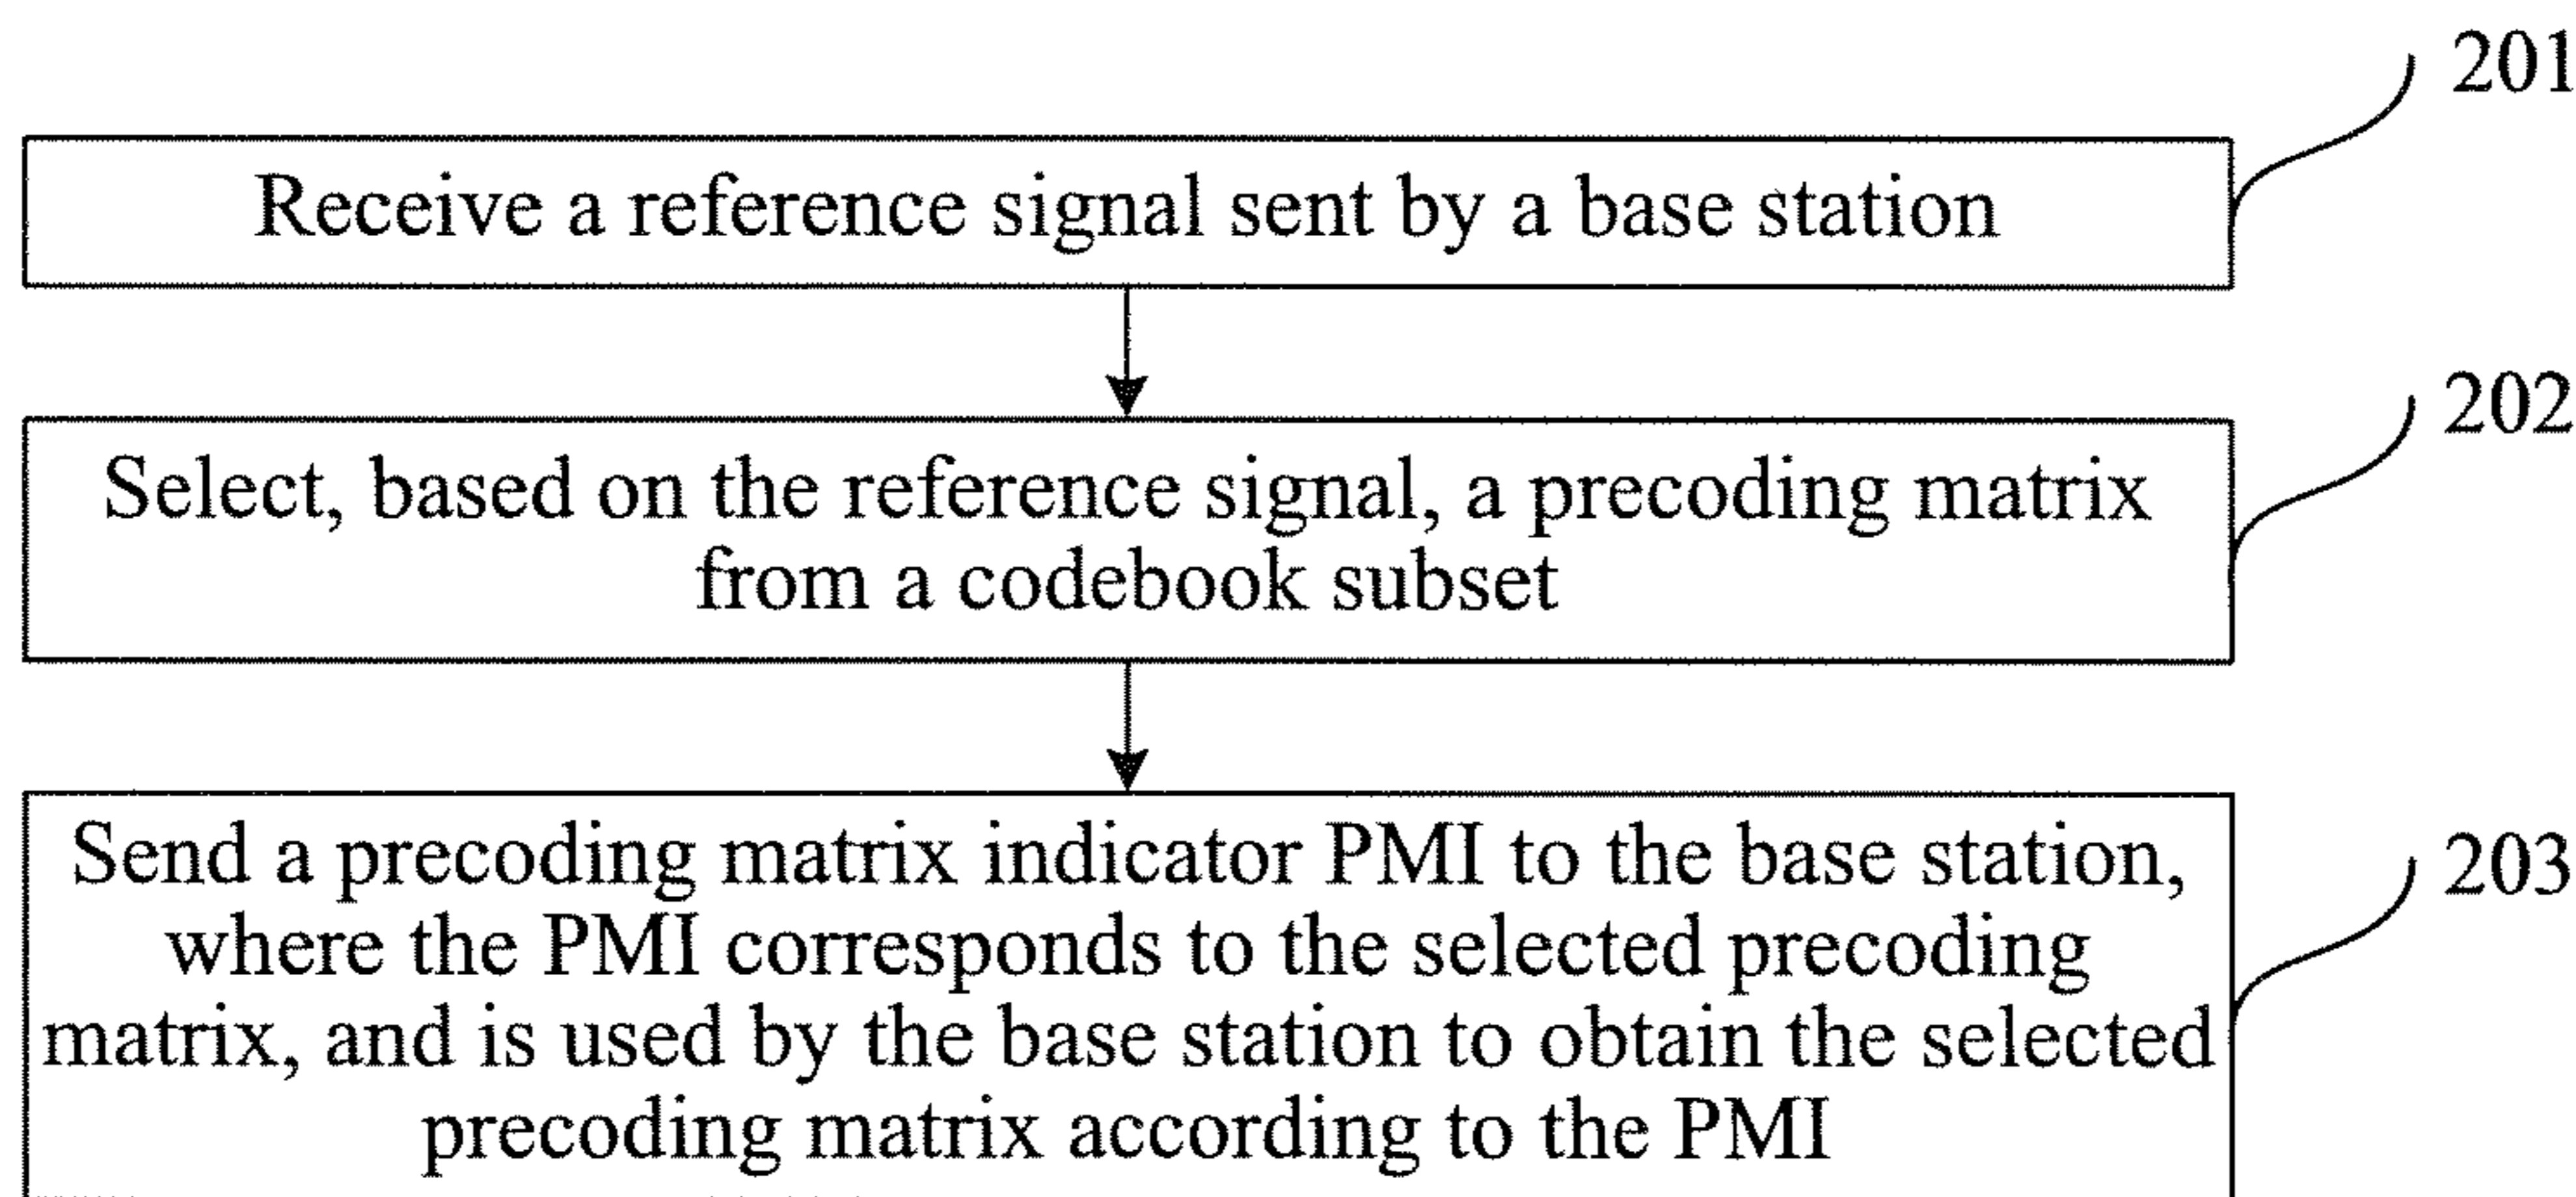 201
Receive a reference signal sent by a base station
202
Select, based on the reference signal, a precoding matrix
from a codebook subset
Send a precoding matrix indicator PMI to the base station,
203
where the PMI corresponds to the selected precoding
matrix, and is used by the base station to obtain the selected
precoding matrix according to the PMI